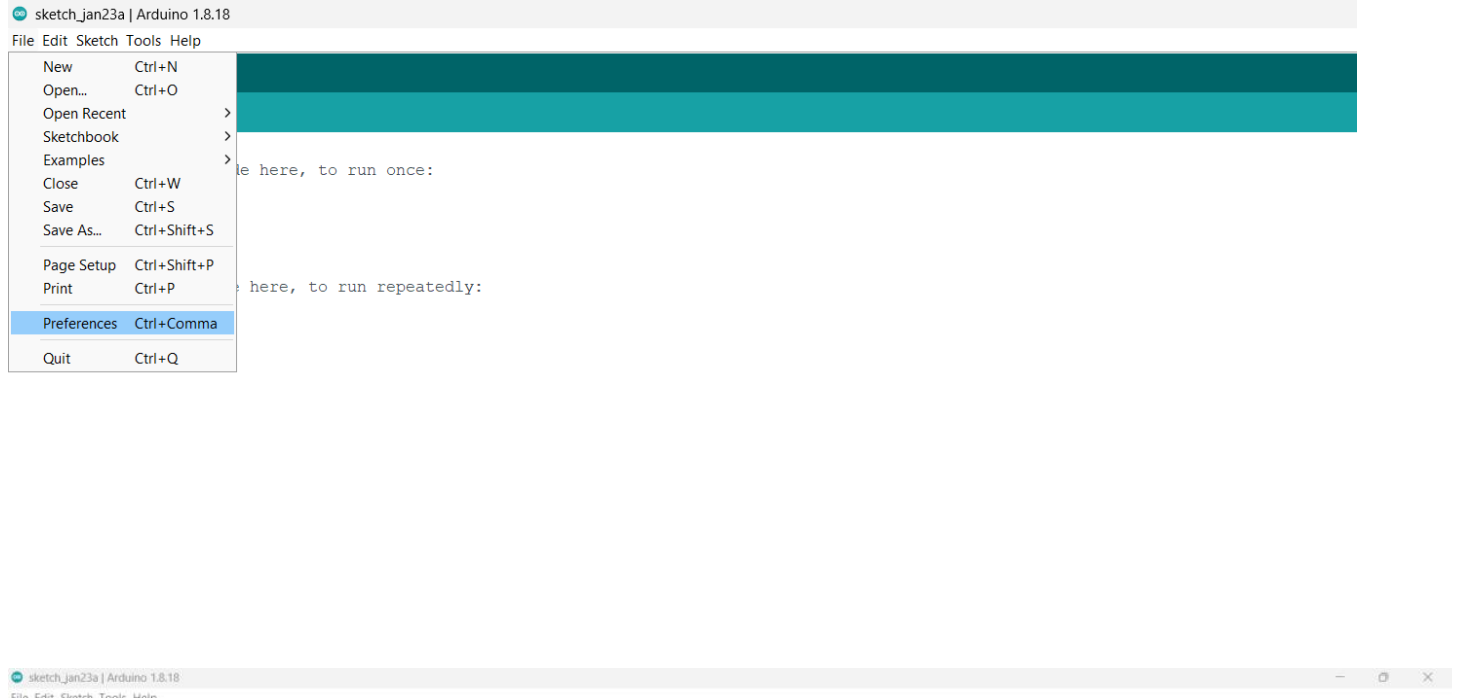 sketch_jan23a | Arduino 1.8.18
File Edit Sketch Tools Help
New Ctrl+N
Open... Ctrl+O
Open Recent
Sketchbook
Examples
de here, to run once:
Close Ctrl+W
Save Ctrl+S
Save As... Ctrl+Shift+S
Page Setup Ctrl+Shift+P
Print Ctrl+P
here, to run repeatedly:
Preferences Ctrl+Comma
Quit Ctrl+Q
sketch_jan23a | Arduino 1.8.18
File Edit Sketch Tools Help